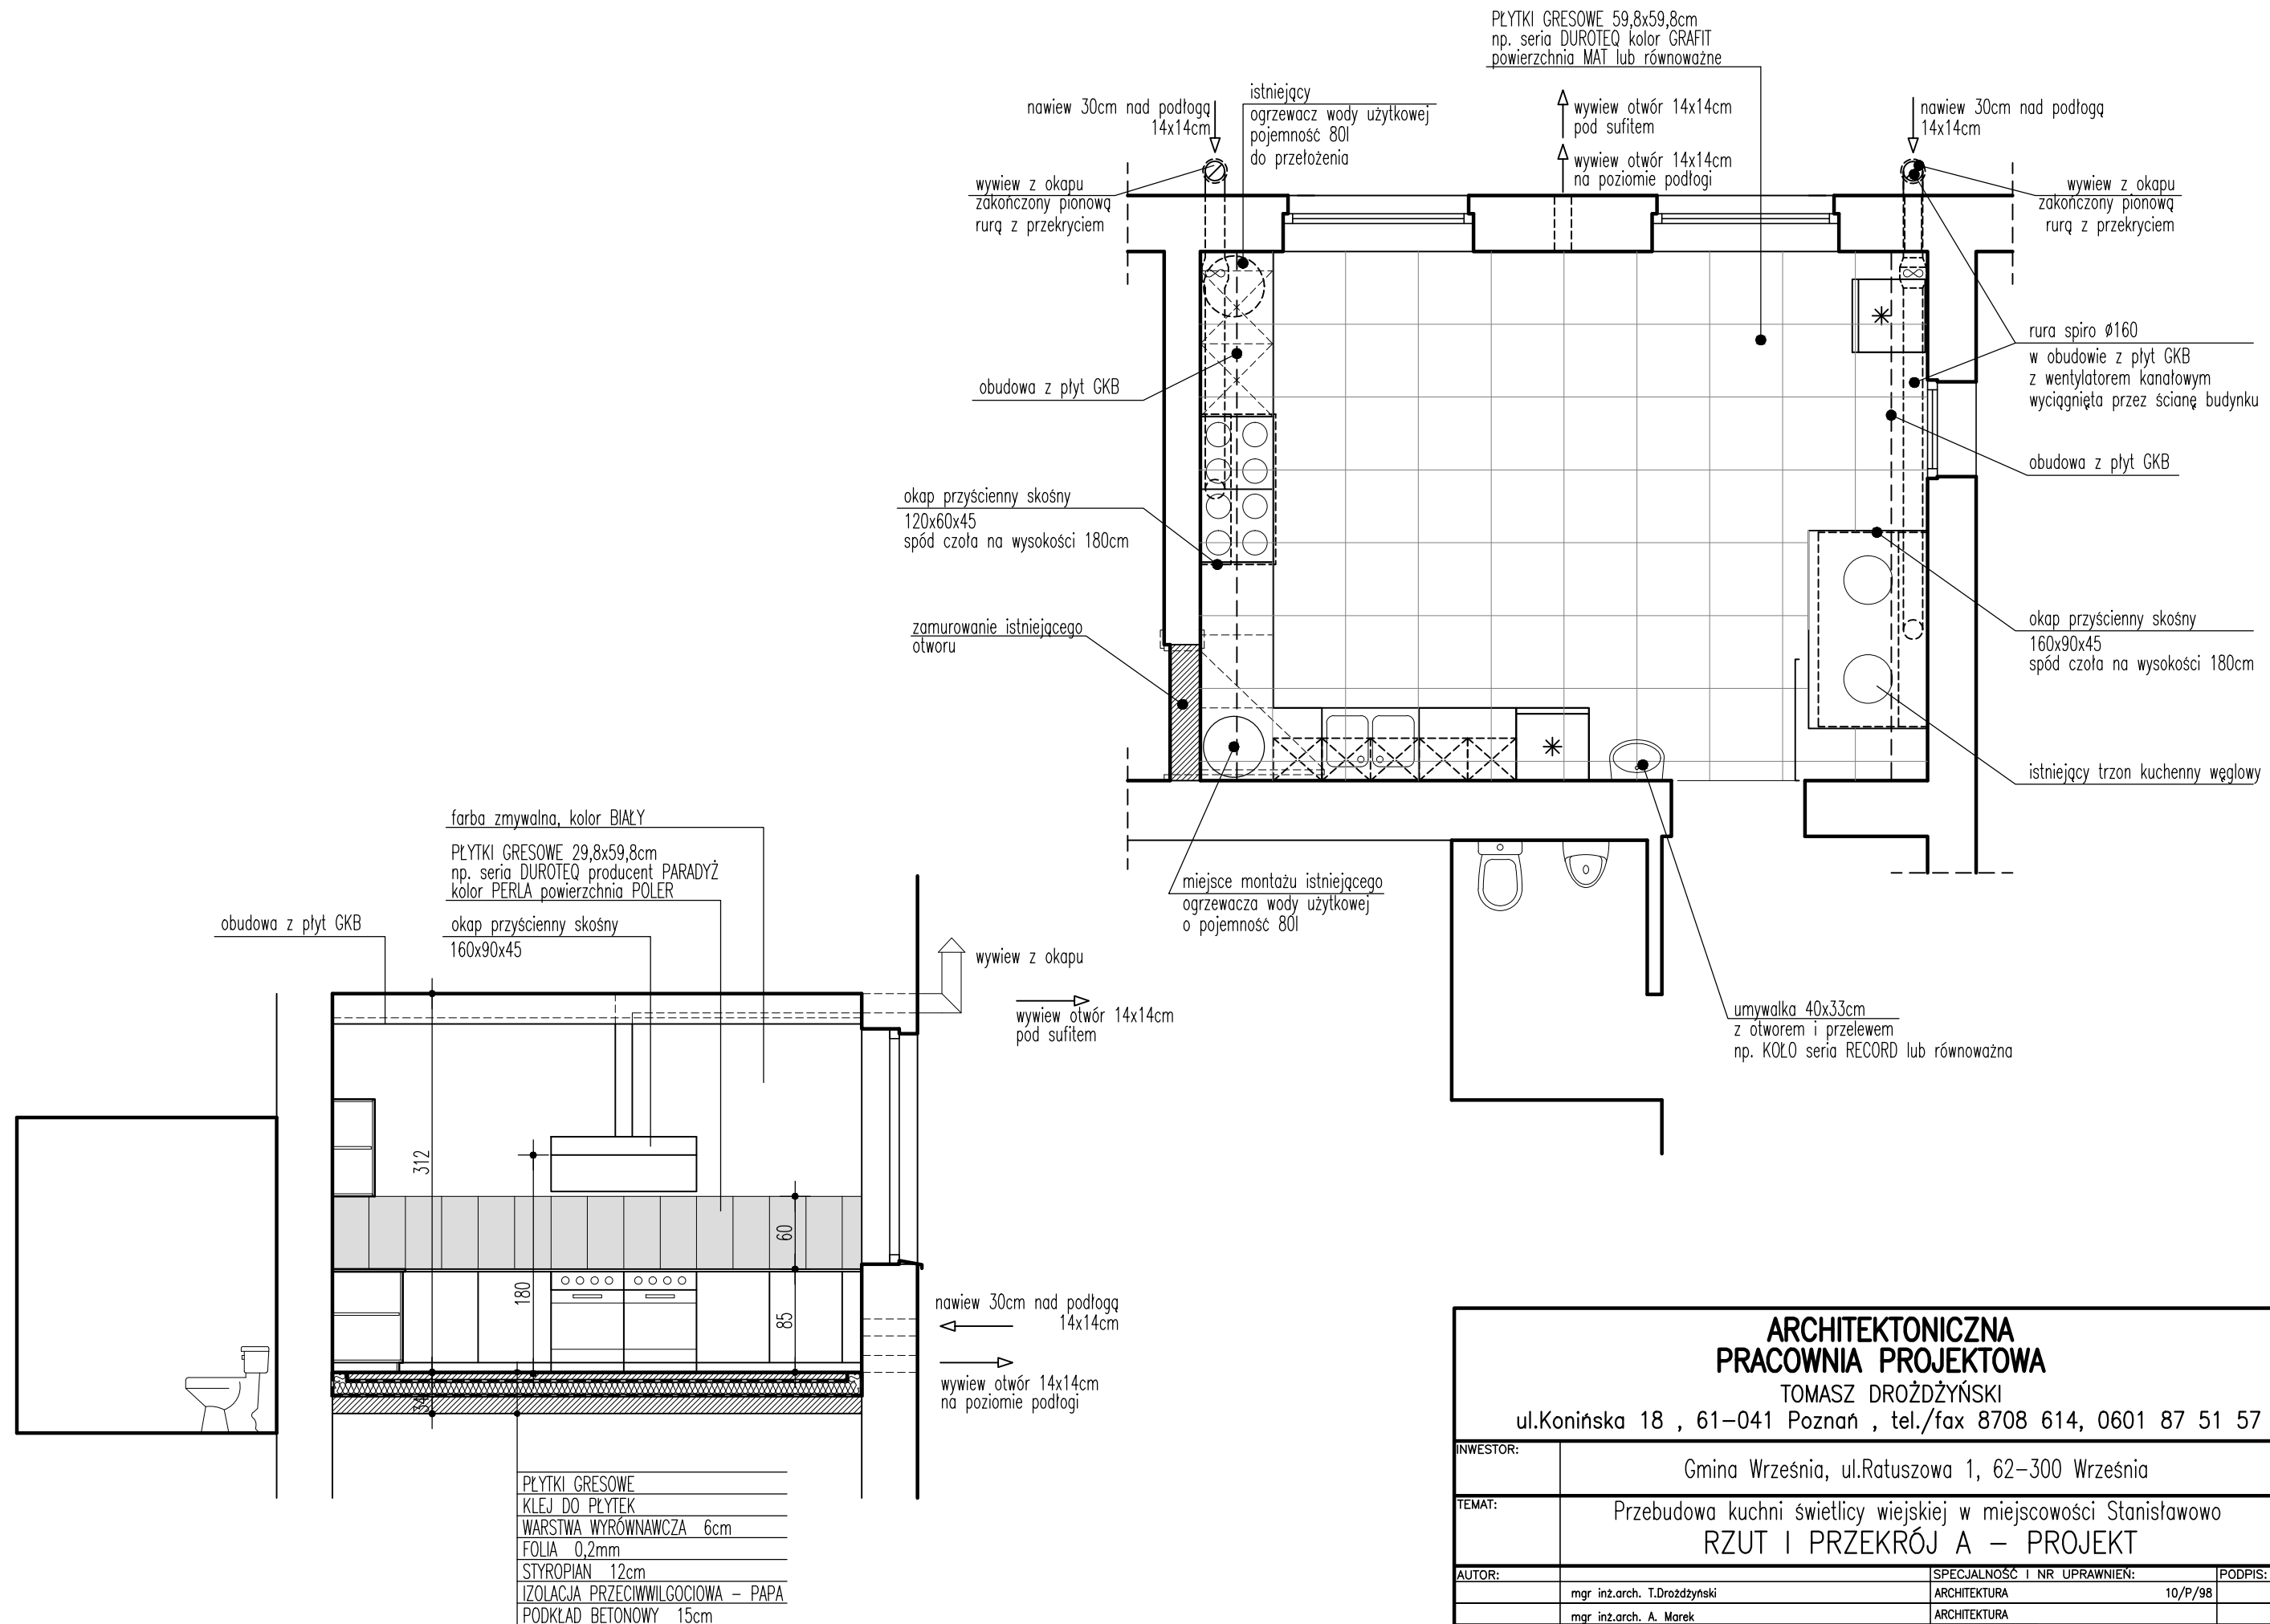 PŁYTKI GRESOWE 59,8x59,8cm
np. seria DUROTEQ kolor GRAFIT
powierzchnia MAT lub równoważne
nawiew 30cm nad podłogą
14x14cm
istniejący
ogrzewacz wody użytkowej
pojemność 80l
do przełożenia
wywiew otwór 14x14cm
pod sufitem
wywiew otwór 14x14cm
na poziomie podłogi
nawiew 30cm nad podłogą
14x14cm
wywiew z okapu
zakończony pionową
rurą z przekryciem
wywiew z okapu
zakończony pionową
rurą z przekryciem
obudowa z płyt GKB
rura spiro ø160
w obudowie z płyt GKB
z wentylatorem kanałowym
wyciągnięta przez ścianę budynku
obudowa z płyt GKB
okap przyścienny skośny
120x60x45
spód czoła na wysokości 180cm
zamurowanie istniejącego
otworu
okap przyścienny skośny
160x90x45
spód czoła na wysokości 180cm
istniejący trzon kuchenny węglowy
miejsce montażu istniejącego
ogrzewacza wody użytkowej
o pojemność 80l
umywalka 40x33cm
z otworem i przelewem
np. KOŁO seria RECORD lub równoważna
farba zmywalna, kolor BIAŁY
PŁYTKI GRESOWE 29,8x59,8cm
np. seria DUROTEQ producent PARADYŻ
kolor PERLA powierzchnia POLER
obudowa z płyt GKB
okap przyścienny skośny
160x90x45
wywiew z okapu
wywiew otwór 14x14cm
pod sufitem
312
60
180
85
34
nawiew 30cm nad podłogą
14x14cm
wywiew otwór 14x14cm
na poziomie podłogi
PŁYTKI GRESOWE
KLEJ DO PŁYTEK
WARSTWA WYRÓWNAWCZA 6cm
FOLIA 0,2mm
STYROPIAN 12cm
IZOLACJA PRZECIWWILGOCIOWA – PAPA
PODKŁAD BETONOWY 15cm
ARCHITEKTONICZNA
PRACOWNIA PROJEKTOWA
TOMASZ DROŻDŻYŃSKI
ul.Konińska 18 , 61–041 Poznań , tel./fax 8708 614, 0601 87 51 57
INWESTOR:
Gmina Września, ul.Ratuszowa 1, 62–300 Września
TEMAT:
Przebudowa kuchni świetlicy wiejskiej w miejscowości Stanisławowo
RZUT I PRZEKRÓJ A – PROJEKT
AUTOR: SPECJALNOŚĆ I NR UPRAWNIEŃ: PODPIS:
mgr inż.arch. T.Drożdżyński ARCHITEKTURA 10/P/98
mgr inż.arch. A. Marek ARCHITEKTURA